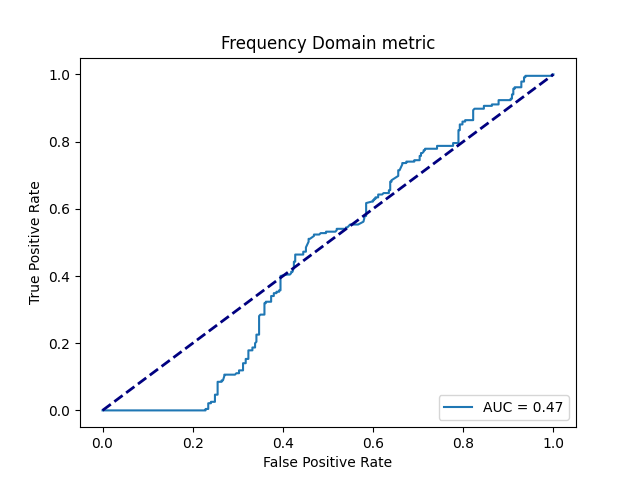 Frequency Domain metric
True Positive Rate
1.0
0.8
0.6
0.4
0.2
0.0
AUC = 0.47
0.0 0.2 0.4 0.6 0.8 1.0
False Positive Rate